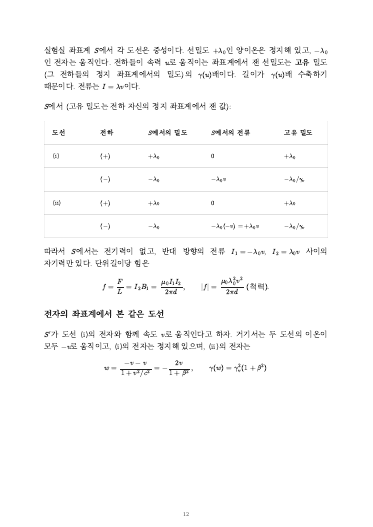 실험실 좌표계 S에서 각 도선은 중성이다. 선밀도 +λ₀인 양이온은 정지해 있고, −λ₀
인 전자는 움직인다. 전하들이 속력 u로 움직이는 좌표계에서 잰 선밀도는 고유 밀도
(그 전하들의 정지 좌표계에서의 밀도)의 γ(u)배이다. 길이가 γ(u)배 수축하기
때문이다. 전류는 I = λv이다.
S에서 (고유 밀도는 전하 자신의 정지 좌표계에서 잰 값):
도선 전하 S에서의 밀도 S에서의 전류 고유 밀도
(i) (+) +λ₀ 0 +λ₀
(−) −λ₀ −λ₀v −λ₀/γᵥ
(ii) (+) +λ₀ 0 +λ₀
(−) −λ₀ −λ₀(−v) = +λ₀v −λ₀/γᵥ
따라서 S에서는 전기력이 없고, 반대 방향의 전류 I₁ = −λ₀v, I₂ = λ₀v 사이의
자기력만 있다. 단위길이당 힘은
f = F/L = I₂B₁ = μ₀I₁I₂/2πd, |f| = μ₀λ₀²v²/2πd (척력).
전자의 좌표계에서 본 같은 도선
S′가 도선 (i)의 전자와 함께 속도 v로 움직인다고 하자. 거기서는 두 도선의 이온이
모두 −v로 움직이고, (i)의 전자는 정지해 있으며, (ii)의 전자는
w = (−v − v)/(1 + v²/c²) = −2v/(1 + β²), γ(w) = γᵥ²(1 + β²)
12